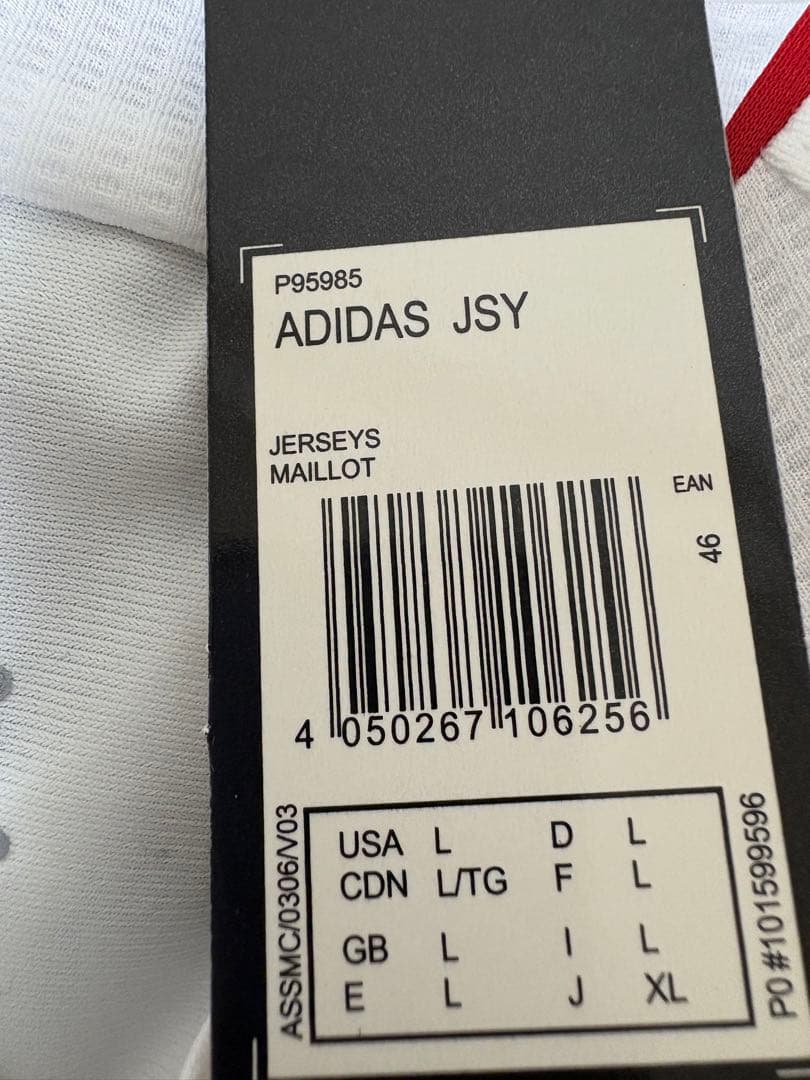 P95985
ADIDAS JSY
JERSEYS
MAILLOT
EAN
46
4 050267 106256
ASSMC/0306/V03
USA L D L
CDN L/TG F L
GB L I L
E L J XL
PO #101599596